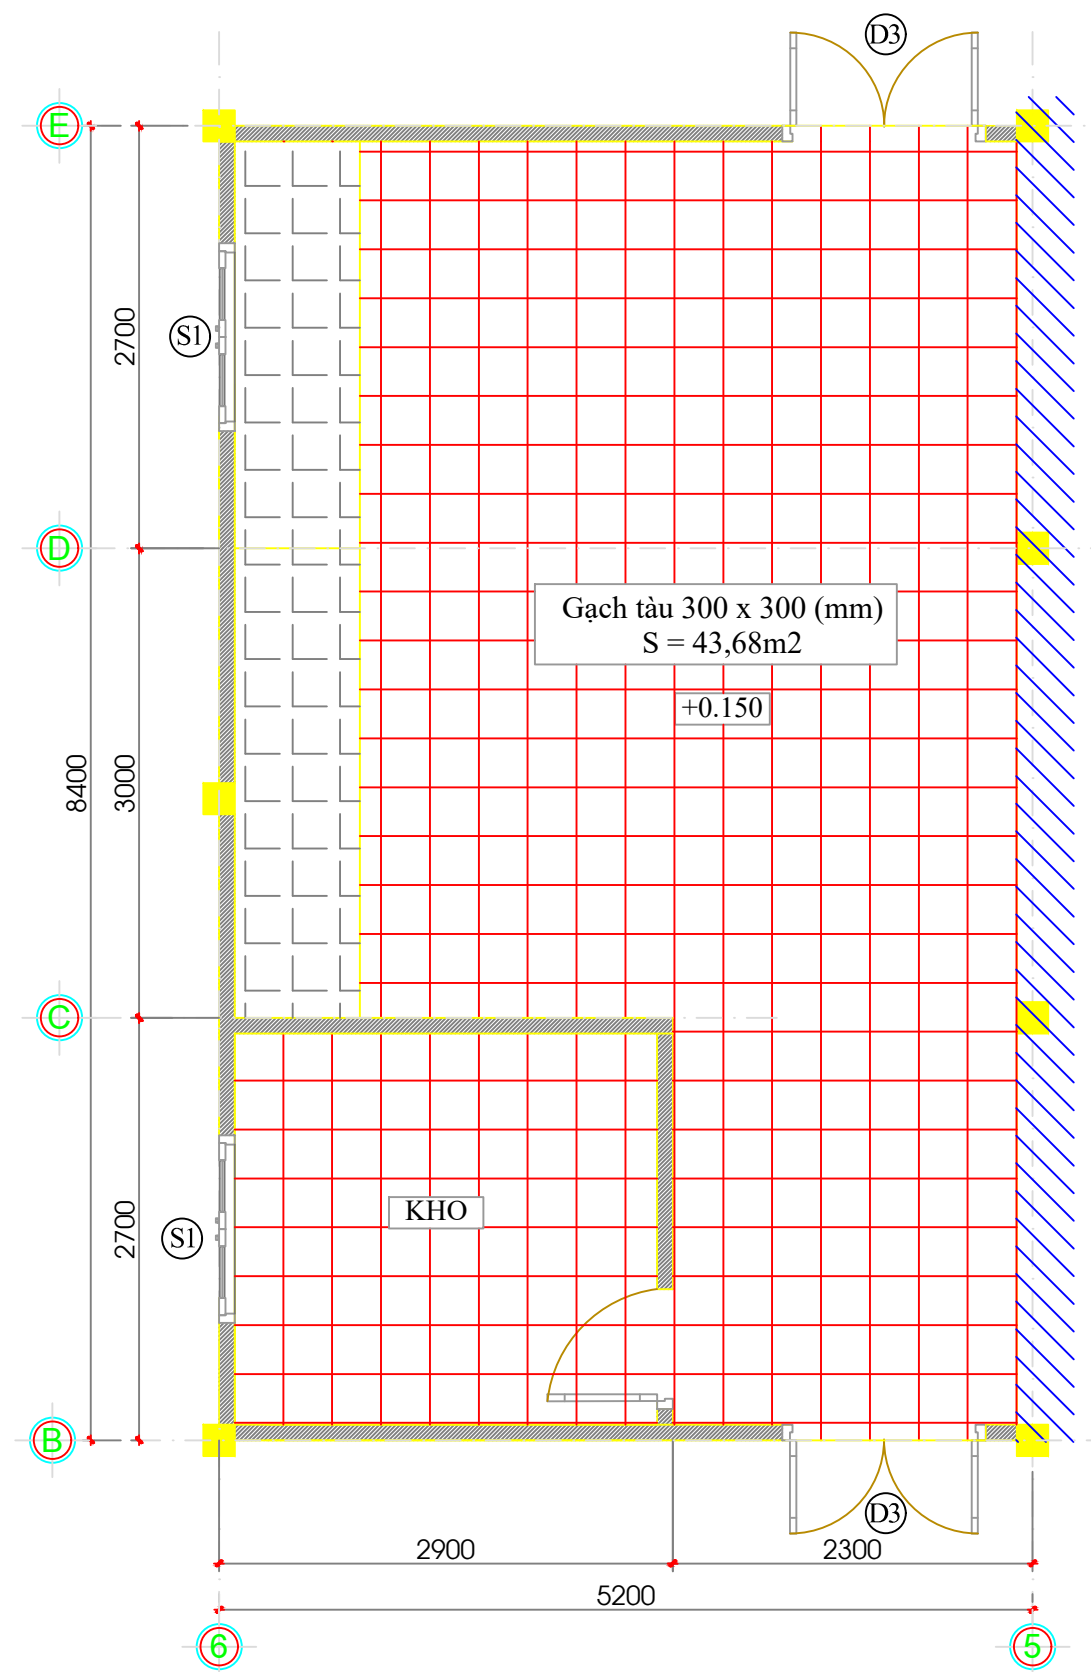 D3
E
2700
S1
D
Gạch tàu 300 x 300 (mm)
S = 43,68m2
+0.150
8400
3000
C
KHO
2700
S1
B
D3
2900
2300
5200
6
5